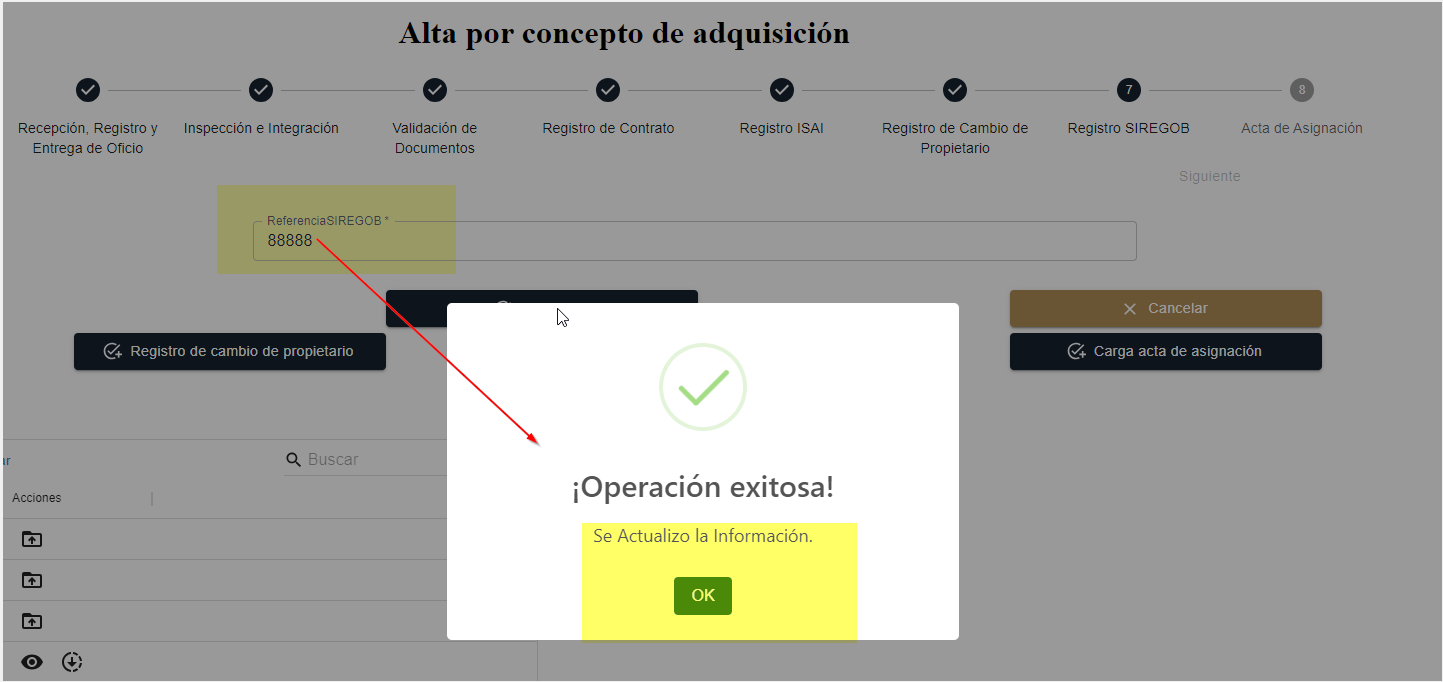 Alta por concepto de adquisición
7
8
Recepción, Registro y
Entrega de Oficio
Inspección e Integración
Validación de
Documentos
Registro de Contrato
Registro ISAI
Registro de Cambio de
Propietario
Registro SIREGOB
Acta de Asignación
Siguiente
ReferenciaSIREGOB *
88888
Cancelar
Registro de cambio de propietario
Carga acta de asignación
ar
Buscar
Acciones
¡Operación exitosa!
Se Actualizo la Información.
OK